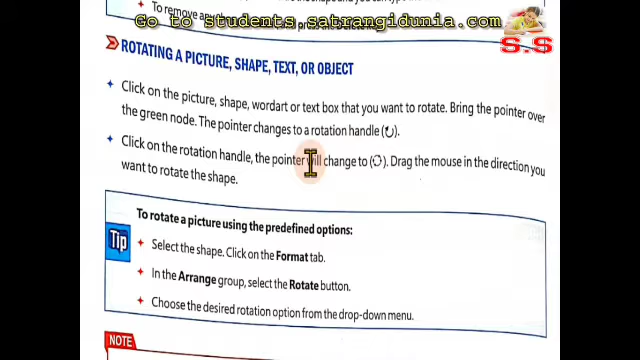 To remove
Go to students.satrangidunia.com
S.S
ROTATING A PICTURE, SHAPE, TEXT, OR OBJECT
Click on the picture, shape, wordart or text box that you want to rotate. Bring the pointer over
the green node. The pointer changes to a rotation handle (↻).
Click on the rotation handle, the pointer will change to (). Drag the mouse in the direction you
want to rotate the shape.
To rotate a picture using the predefined options:
Tip
Select the shape. Click on the Format tab.
In the Arrange group, select the Rotate button.
Choose the desired rotation option from the drop-down menu.
NOTE